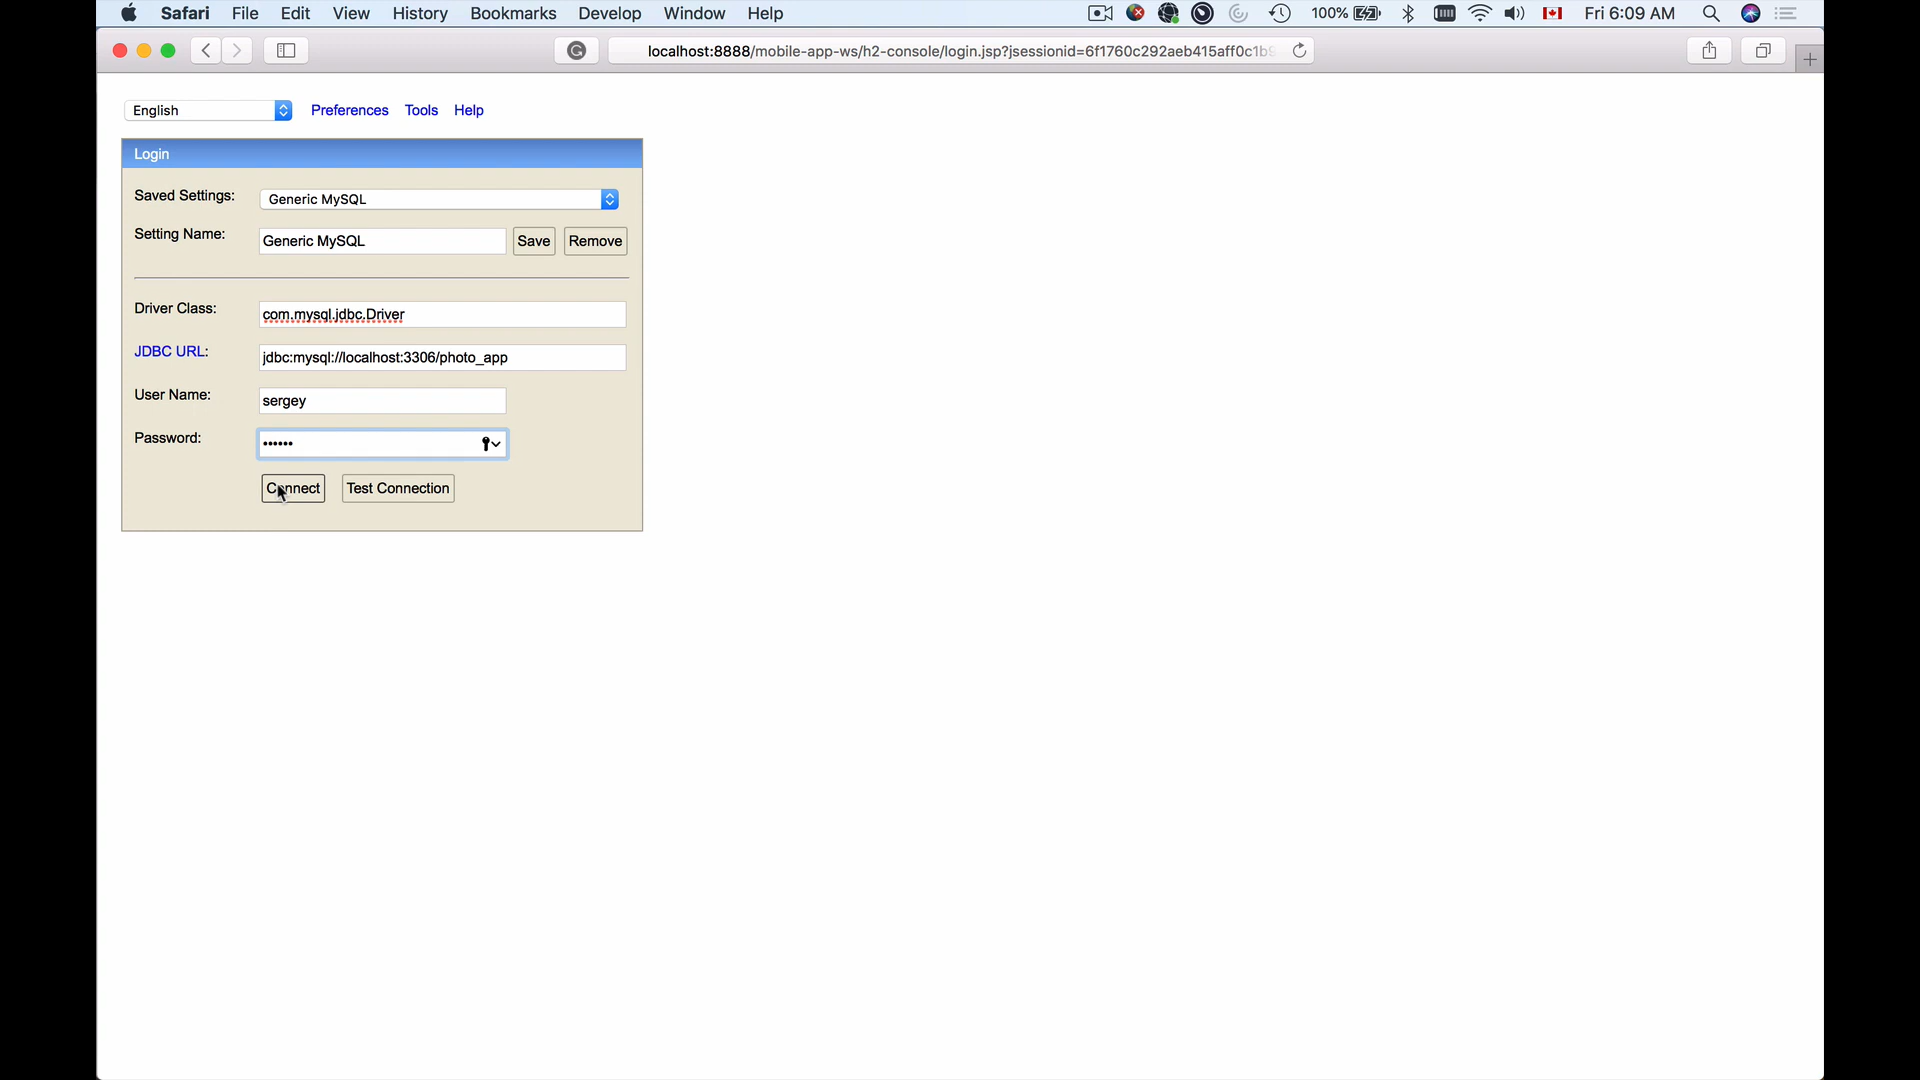 Safari File Edit View History Bookmarks Develop Window Help 100% Fri 6:09 AM
localhost:8888/mobile-app-ws/h2-console/login.jsp?jsessionid=6f1760c292aeb415aff0c1b
English Preferences Tools Help
Login
Saved Settings: Generic MySQL
Setting Name: Generic MySQL Save Remove
Driver Class: com.mysql.jdbc.Driver
JDBC URL: jdbc:mysql://localhost:3306/photo_app
User Name: sergey
Password: ••••••
Connect Test Connection